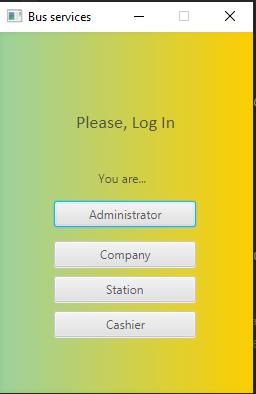 Bus services
Please, Log In
You are...
Administrator
Company
Station
Cashier